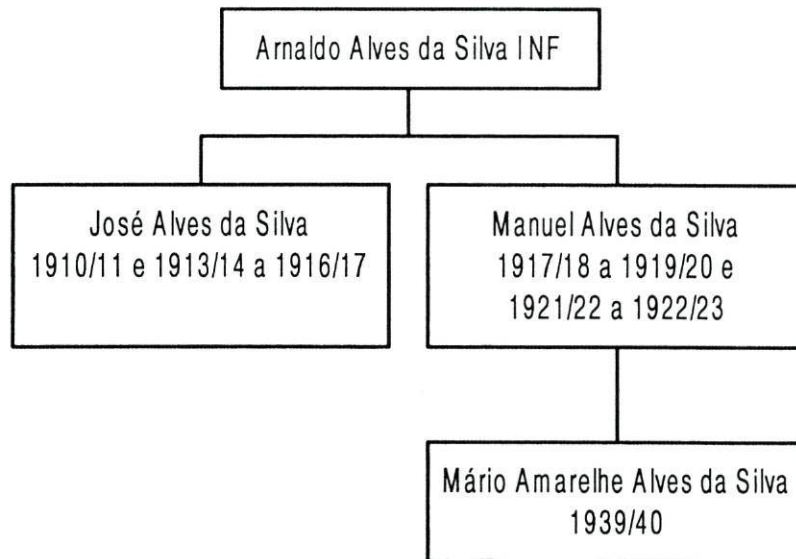 Arnaldo Alves da Silva INF
José Alves da Silva
1910/11 e 1913/14 a 1916/17
Manuel Alves da Silva
1917/18 a 1919/20 e
1921/22 a 1922/23
Mário Amarelhe Alves da Silva
1939/40